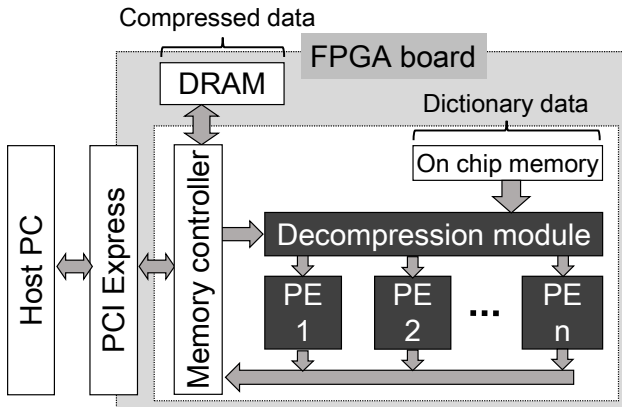 Compressed data
FPGA board
DRAM
Dictionary data
On chip memory
Host PC
PCI Express
Memory controller
Decompression module
PE
1
PE
2
...
PE
n